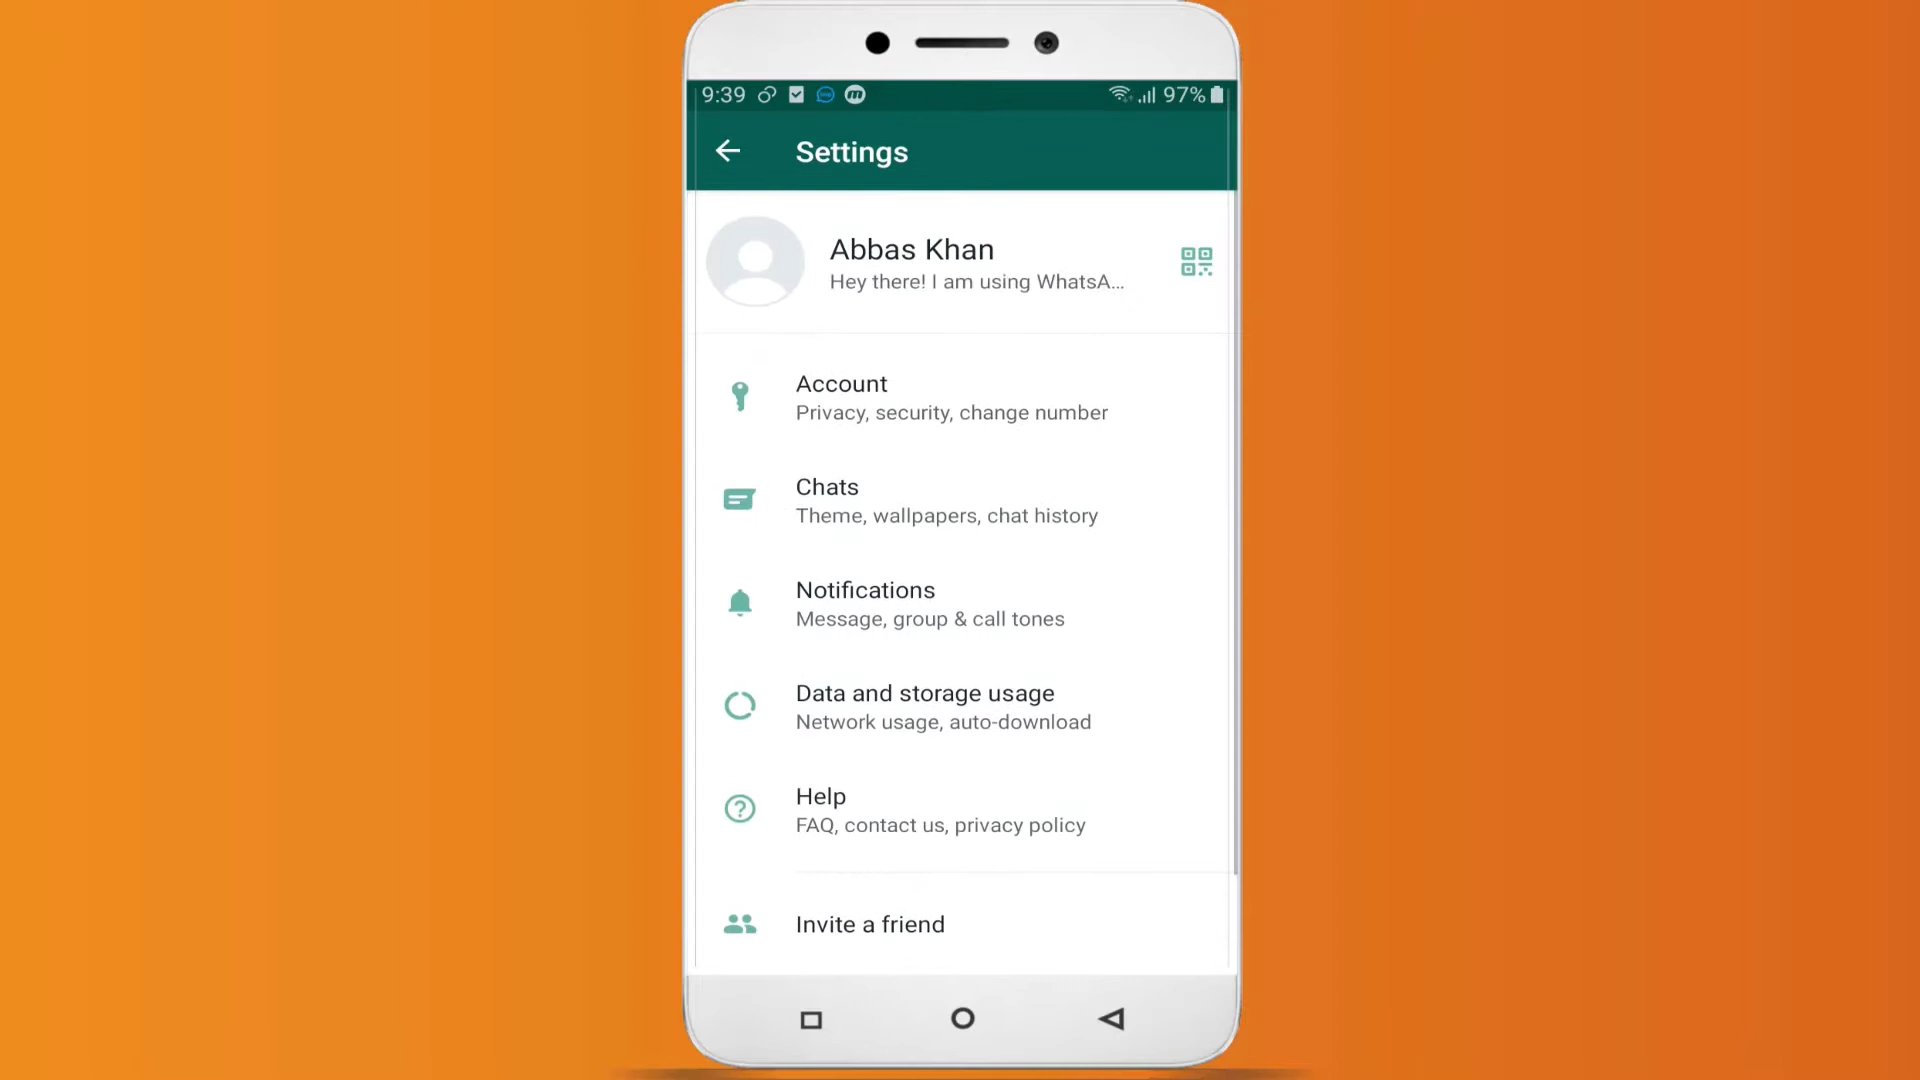 9:39 97%
Settings
Abbas Khan
Hey there! I am using WhatsA...
Account
Privacy, security, change number
Chats
Theme, wallpapers, chat history
Notifications
Message, group & call tones
Data and storage usage
Network usage, auto-download
Help
FAQ, contact us, privacy policy
Invite a friend